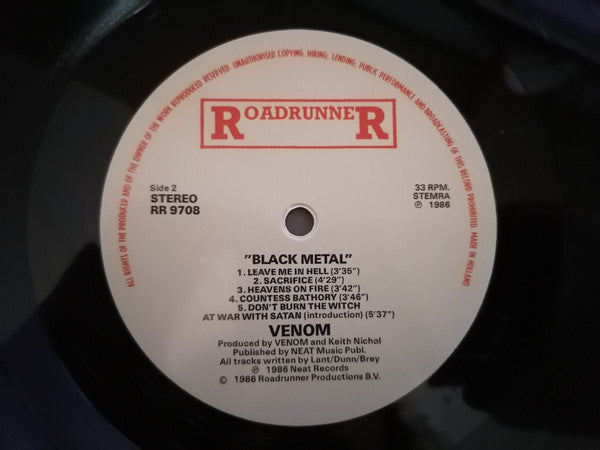 ALL RIGHTS OF THE PRODUCER AND OF THE OWNER OF THE WORK REPRODUCED RESERVED. UNAUTHORISED COPYING, HIRING, LENDING, PUBLIC PERFORMANCE AND BROADCASTING OF THIS RECORD PROHIBITED. MADE IN HOLLAND
ROADRUNNER
Side 2
STEREO
RR 9708
33 RPM.
STEMRA
℗ 1986
"BLACK METAL"
1. LEAVE ME IN HELL (3'35")
2. SACRIFICE (4'29")
3. HEAVENS ON FIRE (3'42")
4. COUNTESS BATHORY (3'46")
5. DON'T BURN THE WITCH
AT WAR WITH SATAN (introduction) (5'37")
VENOM
Produced by VENOM and Keith Nichol
Published by NEAT Music Publ.
All tracks written by Lant/Dunn/Brey
℗ 1986 Neat Records
© 1986 Roadrunner Productions B.V.